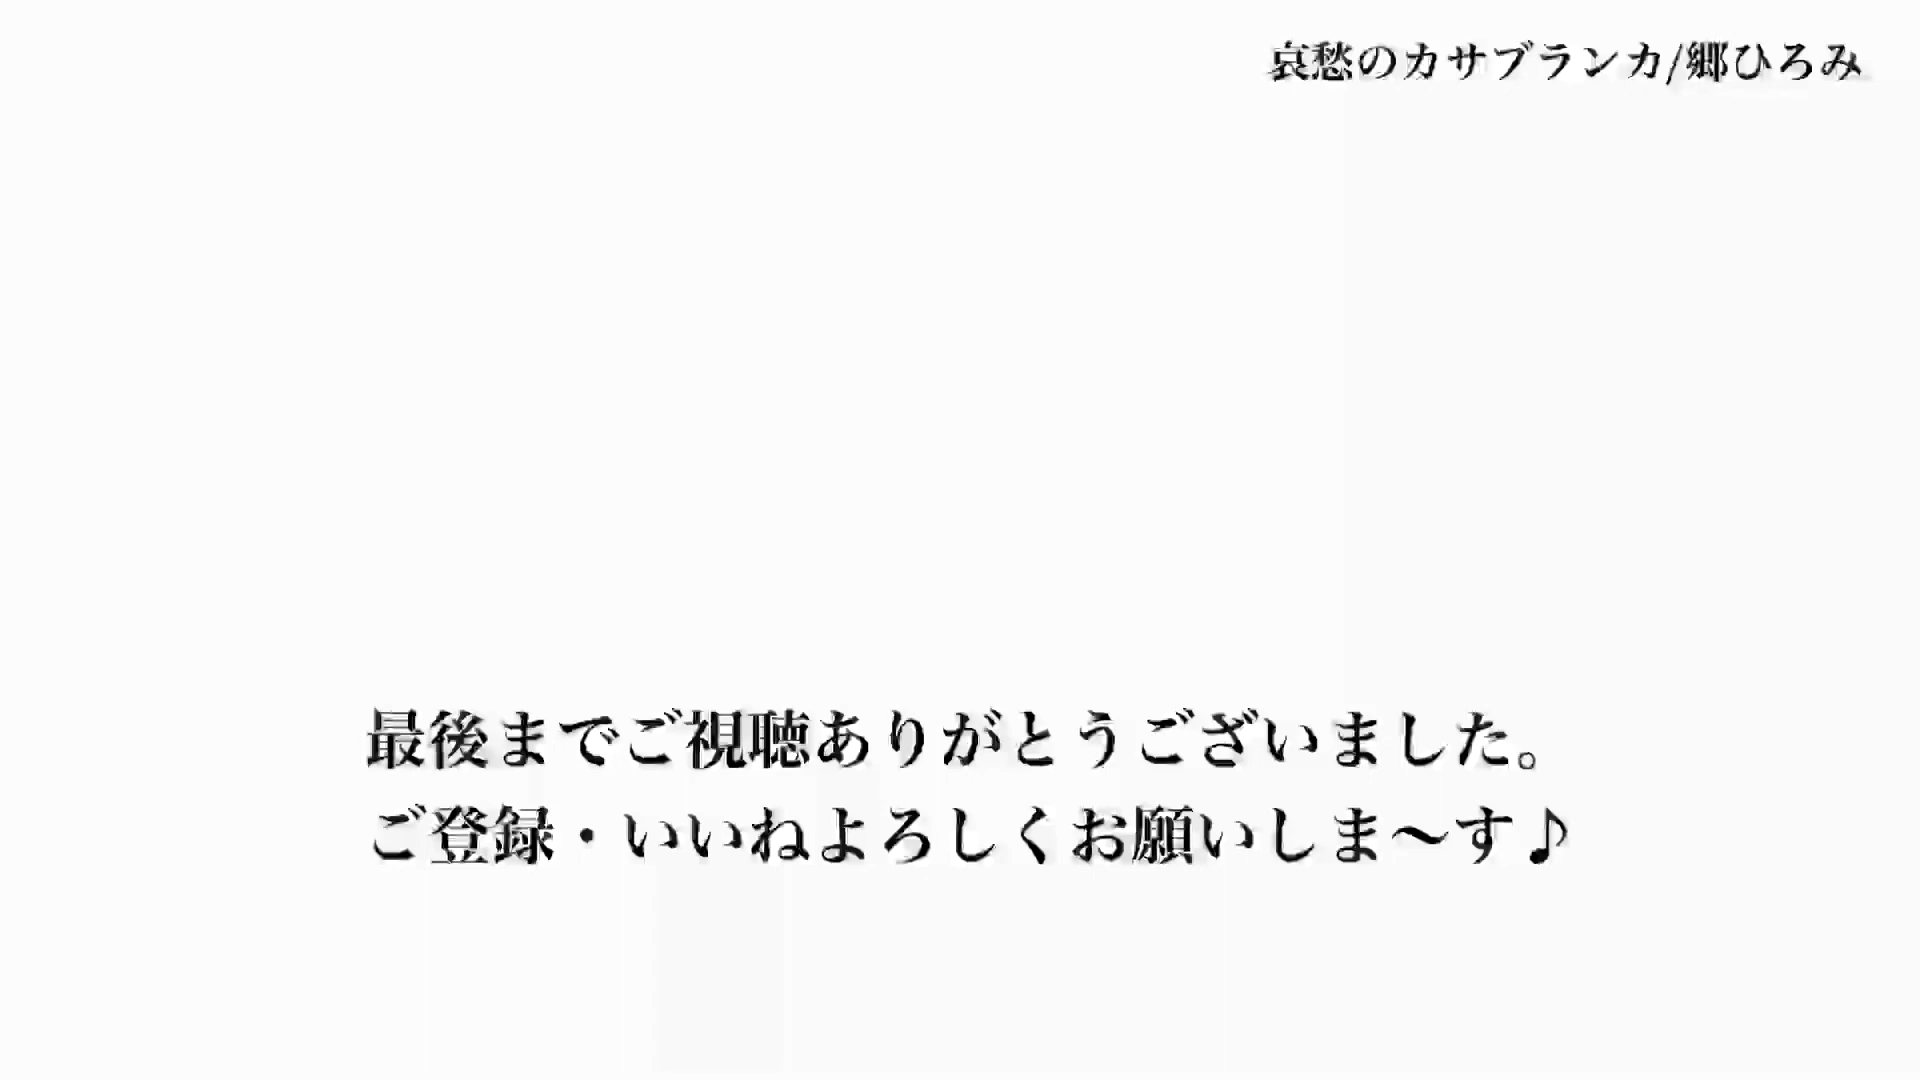 哀愁のカサブランカ/郷ひろみ
最後までご視聴ありがとうございました。
ご登録・いいねよろしくお願いしま〜す♪